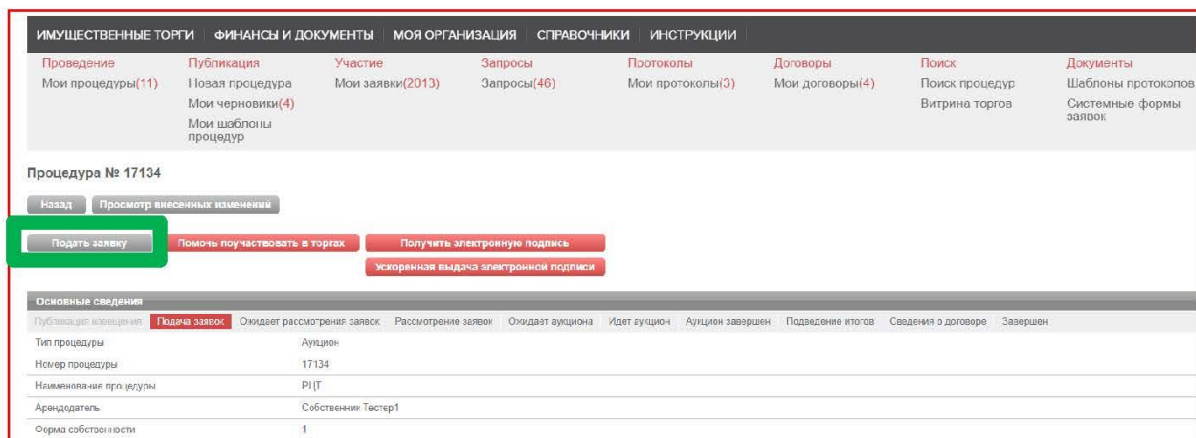 ИМУЩЕСТВЕННЫЕ ТОРГИ ФИНАНСЫ И ДОКУМЕНТЫ МОЯ ОРГАНИЗАЦИЯ СПРАВОЧНИКИ ИНСТРУКЦИИ
Проведение Публикация Участие Запросы Протоколы Договоры Поиск Документы
Мои процедуры(11) Новая процедура Мои заявки(2013) Запросы(46) Мои протоколы(3) Мои договоры(4) Поиск процедур Шаблоны протоколов
Мои черновики(4) Витрина торгов Системные формы
Мои шаблоны заявок
процедур
Процедура № 17134
Назад Просмотр внесенных изменений
Подать заявку Помочь поучаствовать в торгах Получить электронную подпись
Ускоренная выдача электронной подписи
Основные сведения
Публикация извещения Подача заявок Ожидает рассмотрения заявок Рассмотрение заявок Ожидает аукциона Идет аукцион Аукцион завершен Подведение итогов Сведения о договоре Завершен
Тип процедуры Аукцион
Номер процедуры 17134
Наименование процедуры
Арендодатель Собственник Тестер1
Форма собственности 1